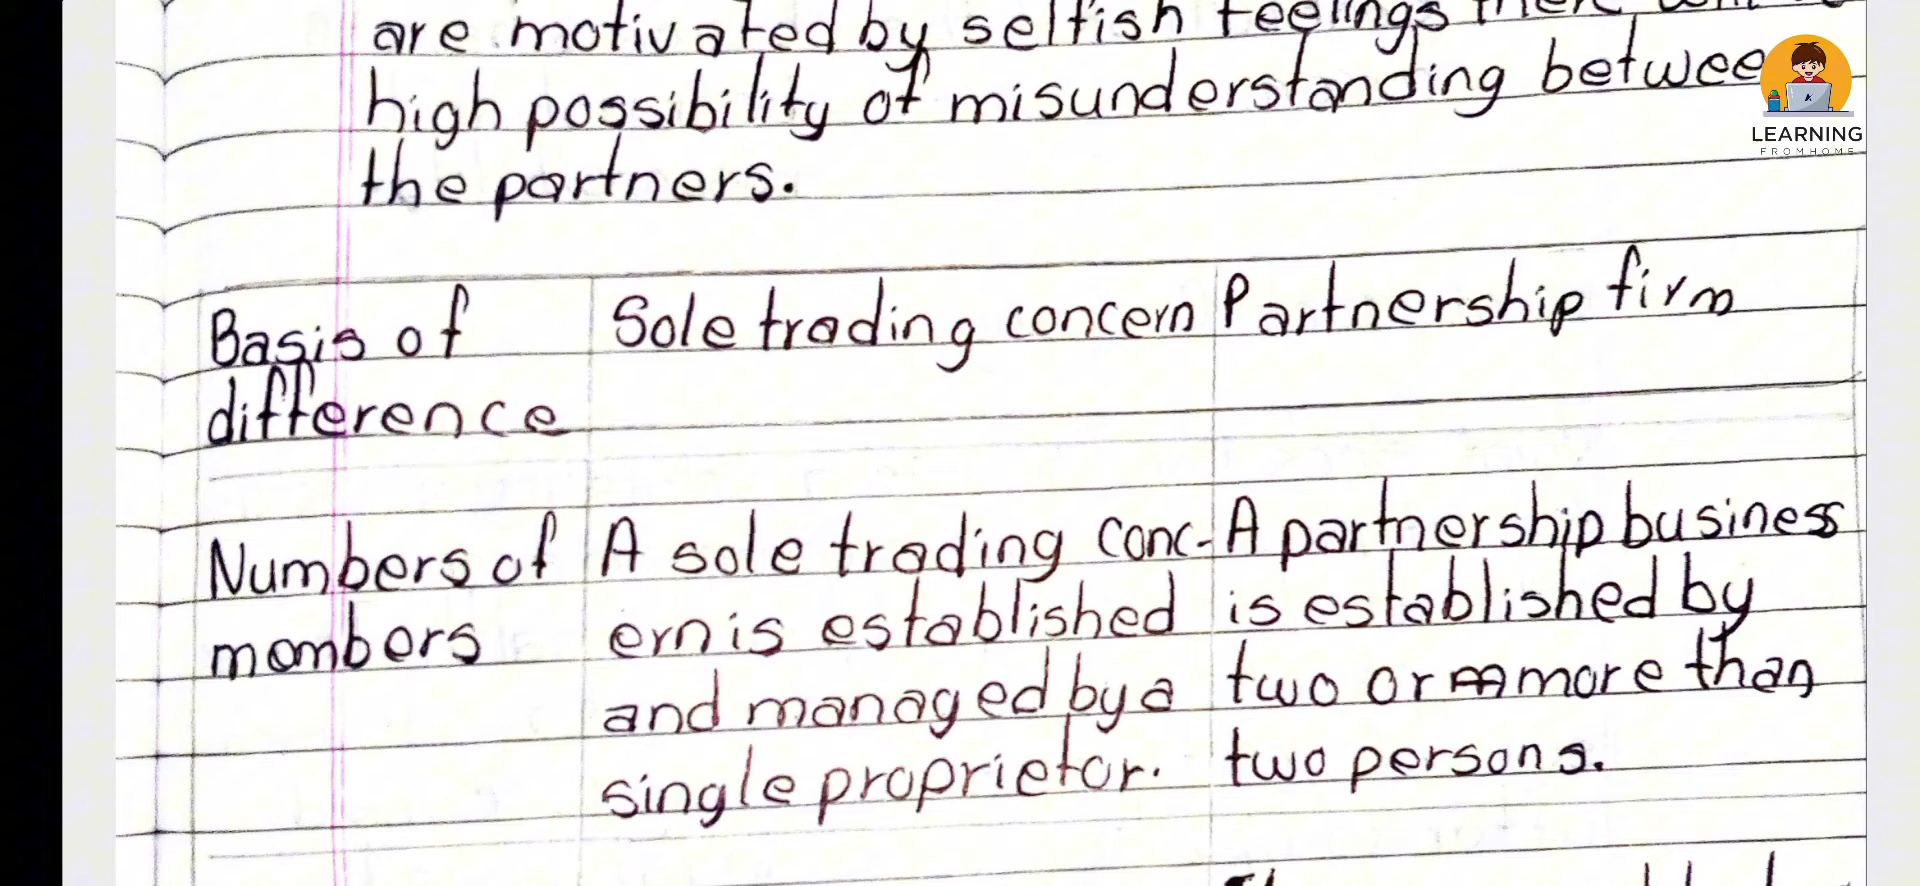 are motivated by selfish feelings there
high possibility of misunderstanding betwee
the partners.
LEARNING
FROMHOME
Basis of difference
Sole trading concern
Partnership firm
Numbers of
members
A sole trading conc-
ern is established
and managed by a
single proprietor.
A partnership business
is established by
two or more than
two persons.